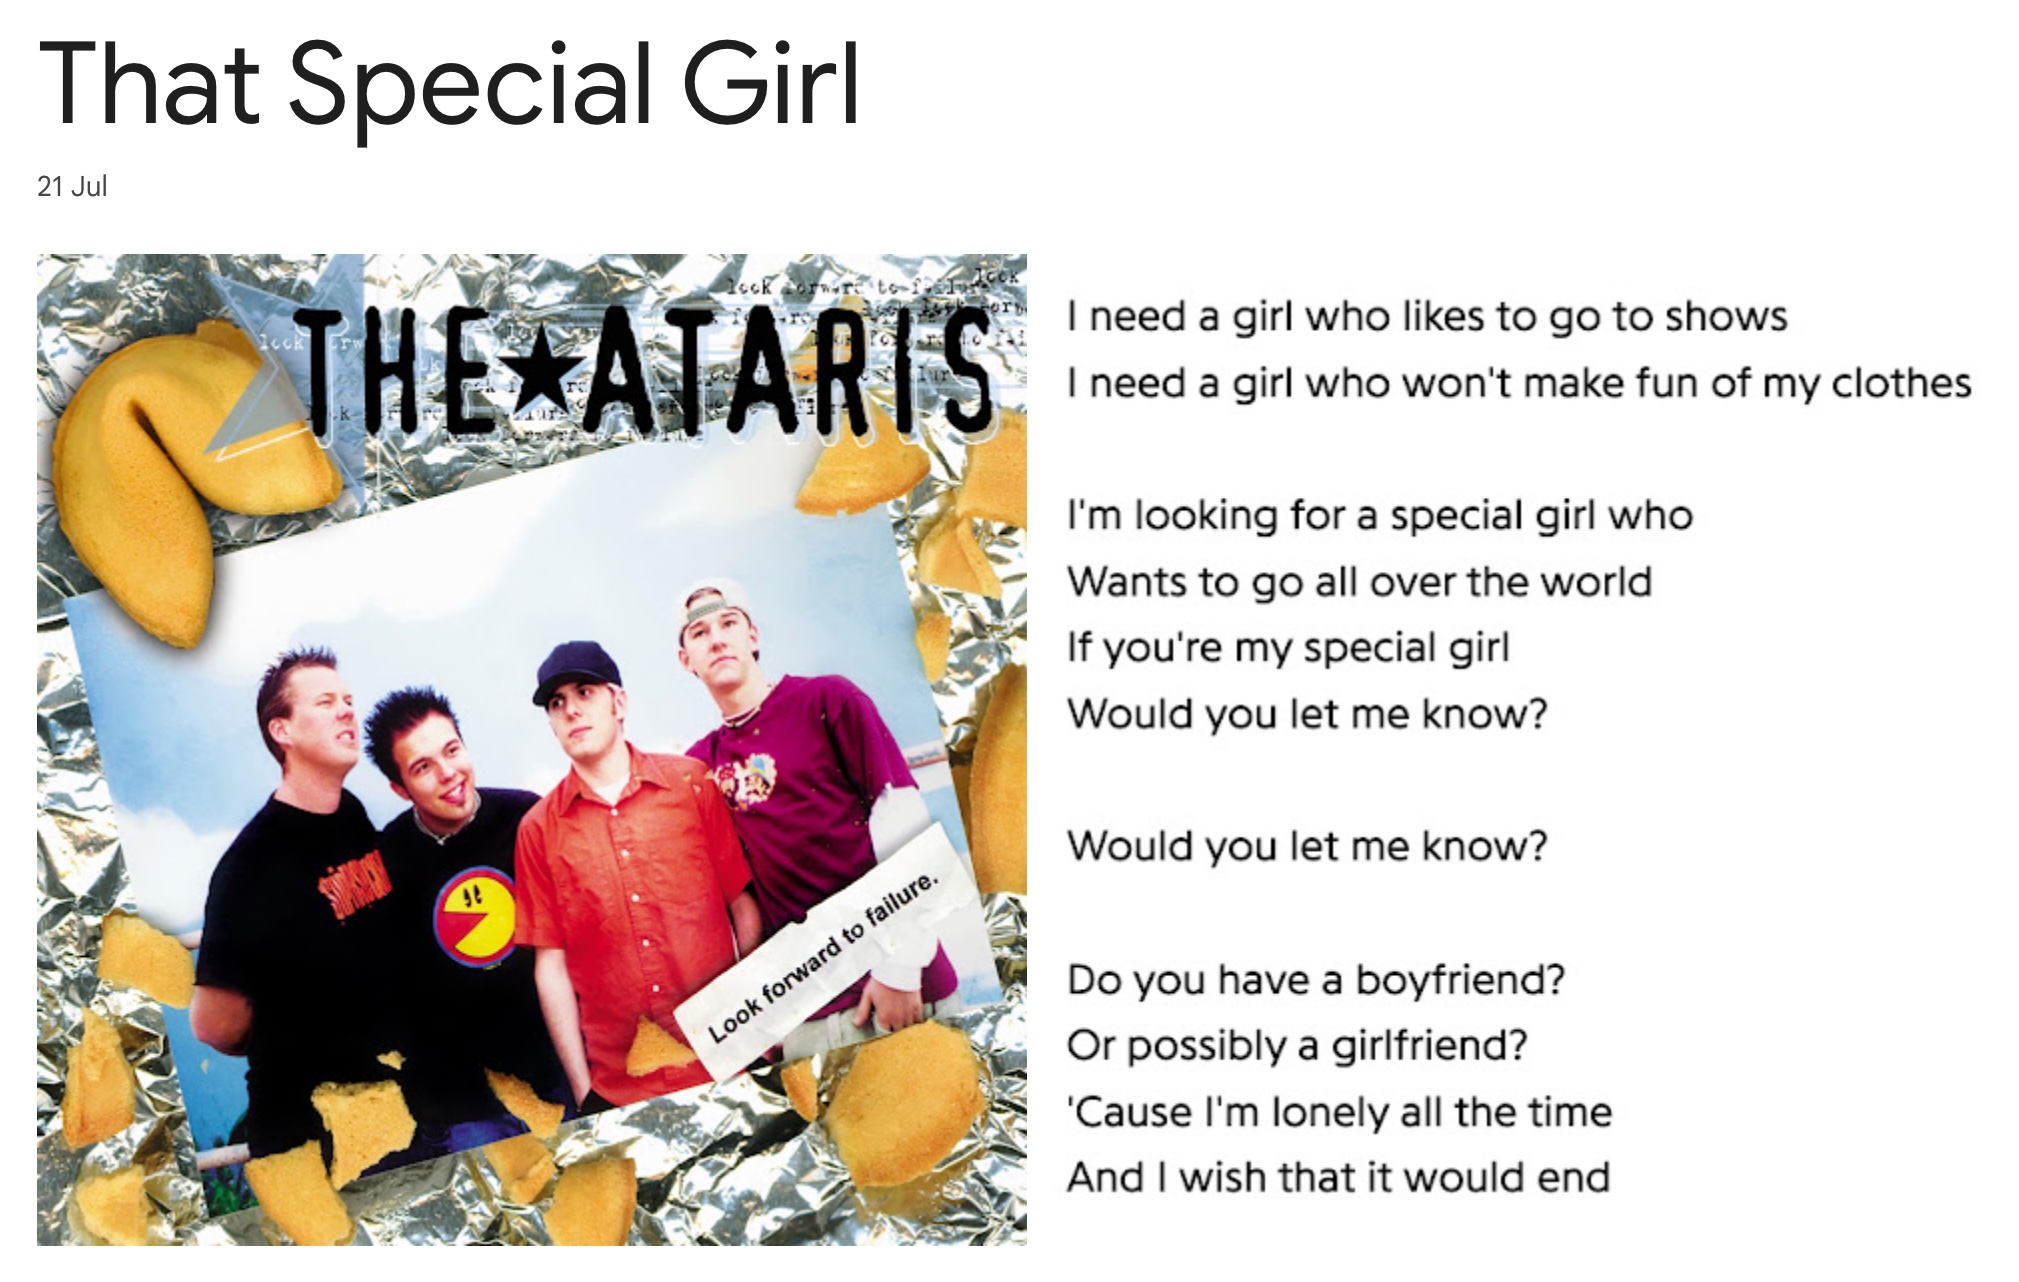 That Special Girl
21 Jul
THE★ATARIS
Look forward to failure.
I need a girl who likes to go to shows
I need a girl who won't make fun of my clothes
I'm looking for a special girl who
Wants to go all over the world
If you're my special girl
Would you let me know?
Would you let me know?
Do you have a boyfriend?
Or possibly a girlfriend?
'Cause I'm lonely all the time
And I wish that it would end